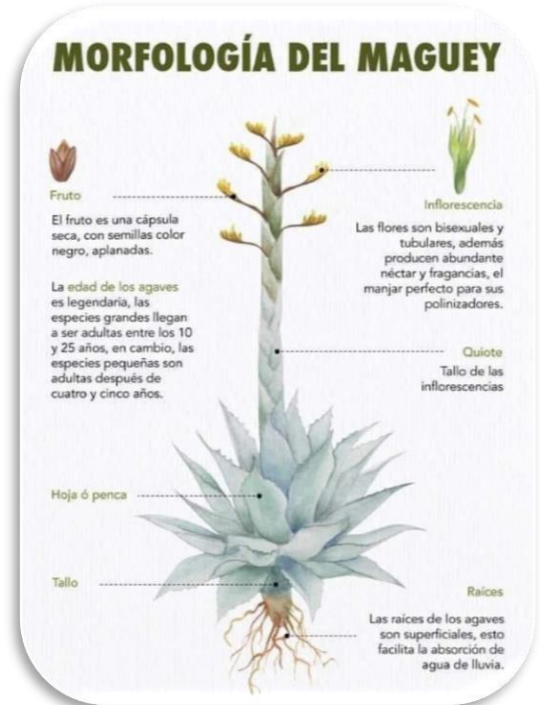 MORFOLOGÍA DEL MAGUEY
Fruto
El fruto es una cápsula
seca, con semillas color
negro, aplanadas.
La edad de los agaves
es legendaria, las
especies grandes llegan
a ser adultas entre los 10
y 25 años, en cambio, las
especies pequeñas son
adultas después de
cuatro y cinco años.
Inflorescencia
Las flores son bisexuales y
tubulares, además
producen abundante
néctar y fragancias, el
manjar perfecto para sus
polinizadores.
Quiote
Tallo de las
inflorescencias
Hoja ó penca
Tallo
Raíces
Las raíces de los agaves
son superficiales, esto
facilita la absorción de
agua de lluvia.